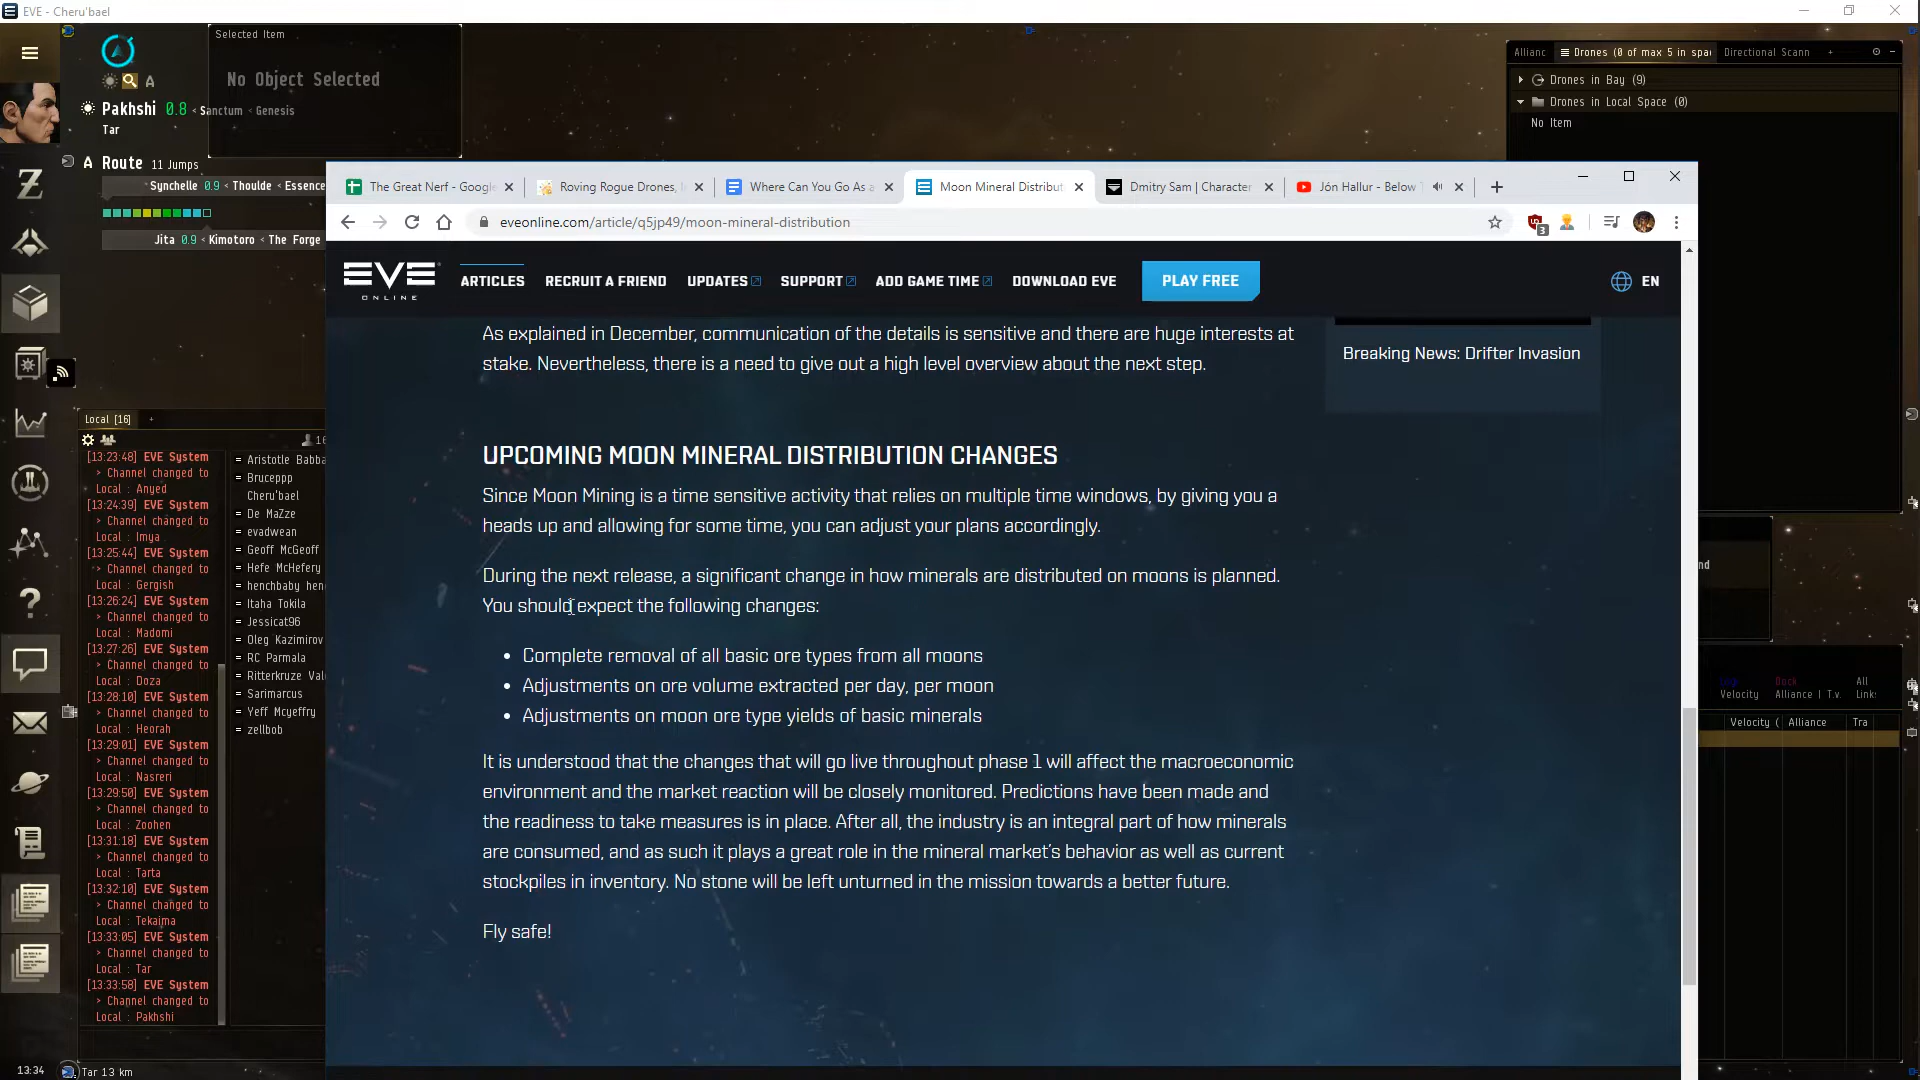 EVE - Cheru'bael
Selected Item
No Object Selected
A
Pakhshi 0.8 < Sanctum < Genesis
Tar
A Route 11 Jumps
Synchelle 0.9 < Thoulde < Essence
Jita 0.9 < Kimotoro < The Forge
Allianc
Drones (0 of max 5 in spa
Directional Scann
+
Drones in Bay (9)
Drones in Local Space (0)
No Item
The Great Nerf - Google
Roving Rogue Drones,
Where Can You Go As a
Moon Mineral Distribut
Dmitry Sam | Character
Jón Hallur - Below
eveonline.com/article/q5jp49/moon-mineral-distribution
3
EVE
ONLINE
ARTICLES
RECRUIT A FRIEND
UPDATES
SUPPORT
ADD GAME TIME
DOWNLOAD EVE
PLAY FREE
EN
As explained in December, communication of the details is sensitive and there are huge interests at
stake. Nevertheless, there is a need to give out a high level overview about the next step.
Breaking News: Drifter Invasion
UPCOMING MOON MINERAL DISTRIBUTION CHANGES
Since Moon Mining is a time sensitive activity that relies on multiple time windows, by giving you a
heads up and allowing for some time, you can adjust your plans accordingly.
During the next release, a significant change in how minerals are distributed on moons is planned.
You should expect the following changes:
• Complete removal of all basic ore types from all moons
• Adjustments on ore volume extracted per day, per moon
• Adjustments on moon ore type yields of basic minerals
It is understood that the changes that will go live throughout phase 1 will affect the macroeconomic
environment and the market reaction will be closely monitored. Predictions have been made and
the readiness to take measures is in place. After all, the industry is an integral part of how minerals
are consumed, and as such it plays a great role in the mineral market's behavior as well as current
stockpiles in inventory. No stone will be left unturned in the mission towards a better future.
Fly safe!
Local [16]
+
16
[13:23:48] EVE System
> Channel changed to
Local : Anyed
[13:24:39] EVE System
> Channel changed to
Local : Imya
[13:25:44] EVE System
> Channel changed to
Local : Gergish
[13:26:24] EVE System
> Channel changed to
Local : Madomi
[13:27:26] EVE System
> Channel changed to
Local : Doza
[13:28:10] EVE System
> Channel changed to
Local : Heorah
[13:29:01] EVE System
> Channel changed to
Local : Nasreri
[13:29:50] EVE System
> Channel changed to
Local : Zoohen
[13:31:18] EVE System
> Channel changed to
Local : Tarta
[13:32:10] EVE System
> Channel changed to
Local : Tekaima
[13:33:05] EVE System
> Channel changed to
Local : Tar
[13:33:58] EVE System
> Channel changed to
Local : Pakhshi
= Aristotle Babba
= Bruceppp
Cheru'bael
= De MaZze
= evadwean
= Geoff McGeoff
= Hefe McHefery
= henchbaby hen
= Itaha Tokila
= Jessicat96
= Oleg Kazimirov
= RC Parmala
= Ritterkruze Val
= Sarimarcus
= Yeff Mcyeffry
= zellbob
nd
Logi
Velocity
Dock
Alliance | T.v.
All
Links
Velocity (
Alliance
Tra
13:34
Tar 13 km